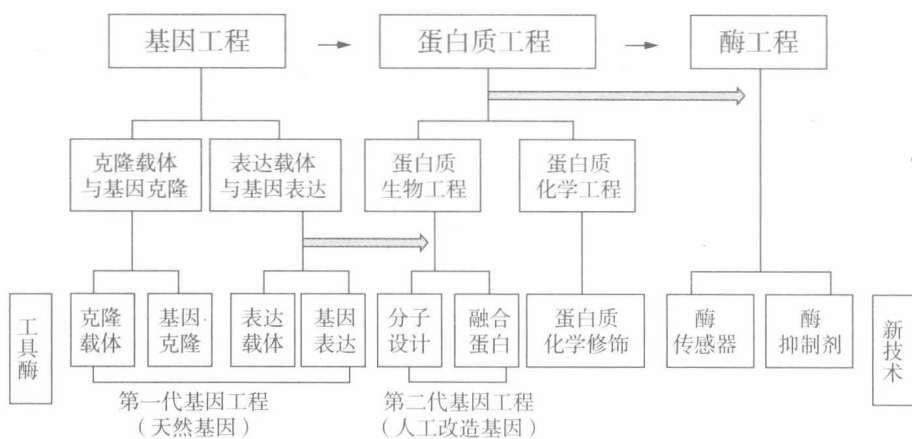 基因工程 → 蛋白质工程 → 酶工程
克隆载体
与基因克隆
表达载体
与基因表达
蛋白质
生物工程
蛋白质
化学工程
工具酶
克隆
载体
基因
克隆
表达
载体
基因
表达
分子
设计
融合
蛋白
蛋白质
化学修饰
酶
传感器
酶
抑制剂
新技术
第一代基因工程
（天然基因）
第二代基因工程
（人工改造基因）